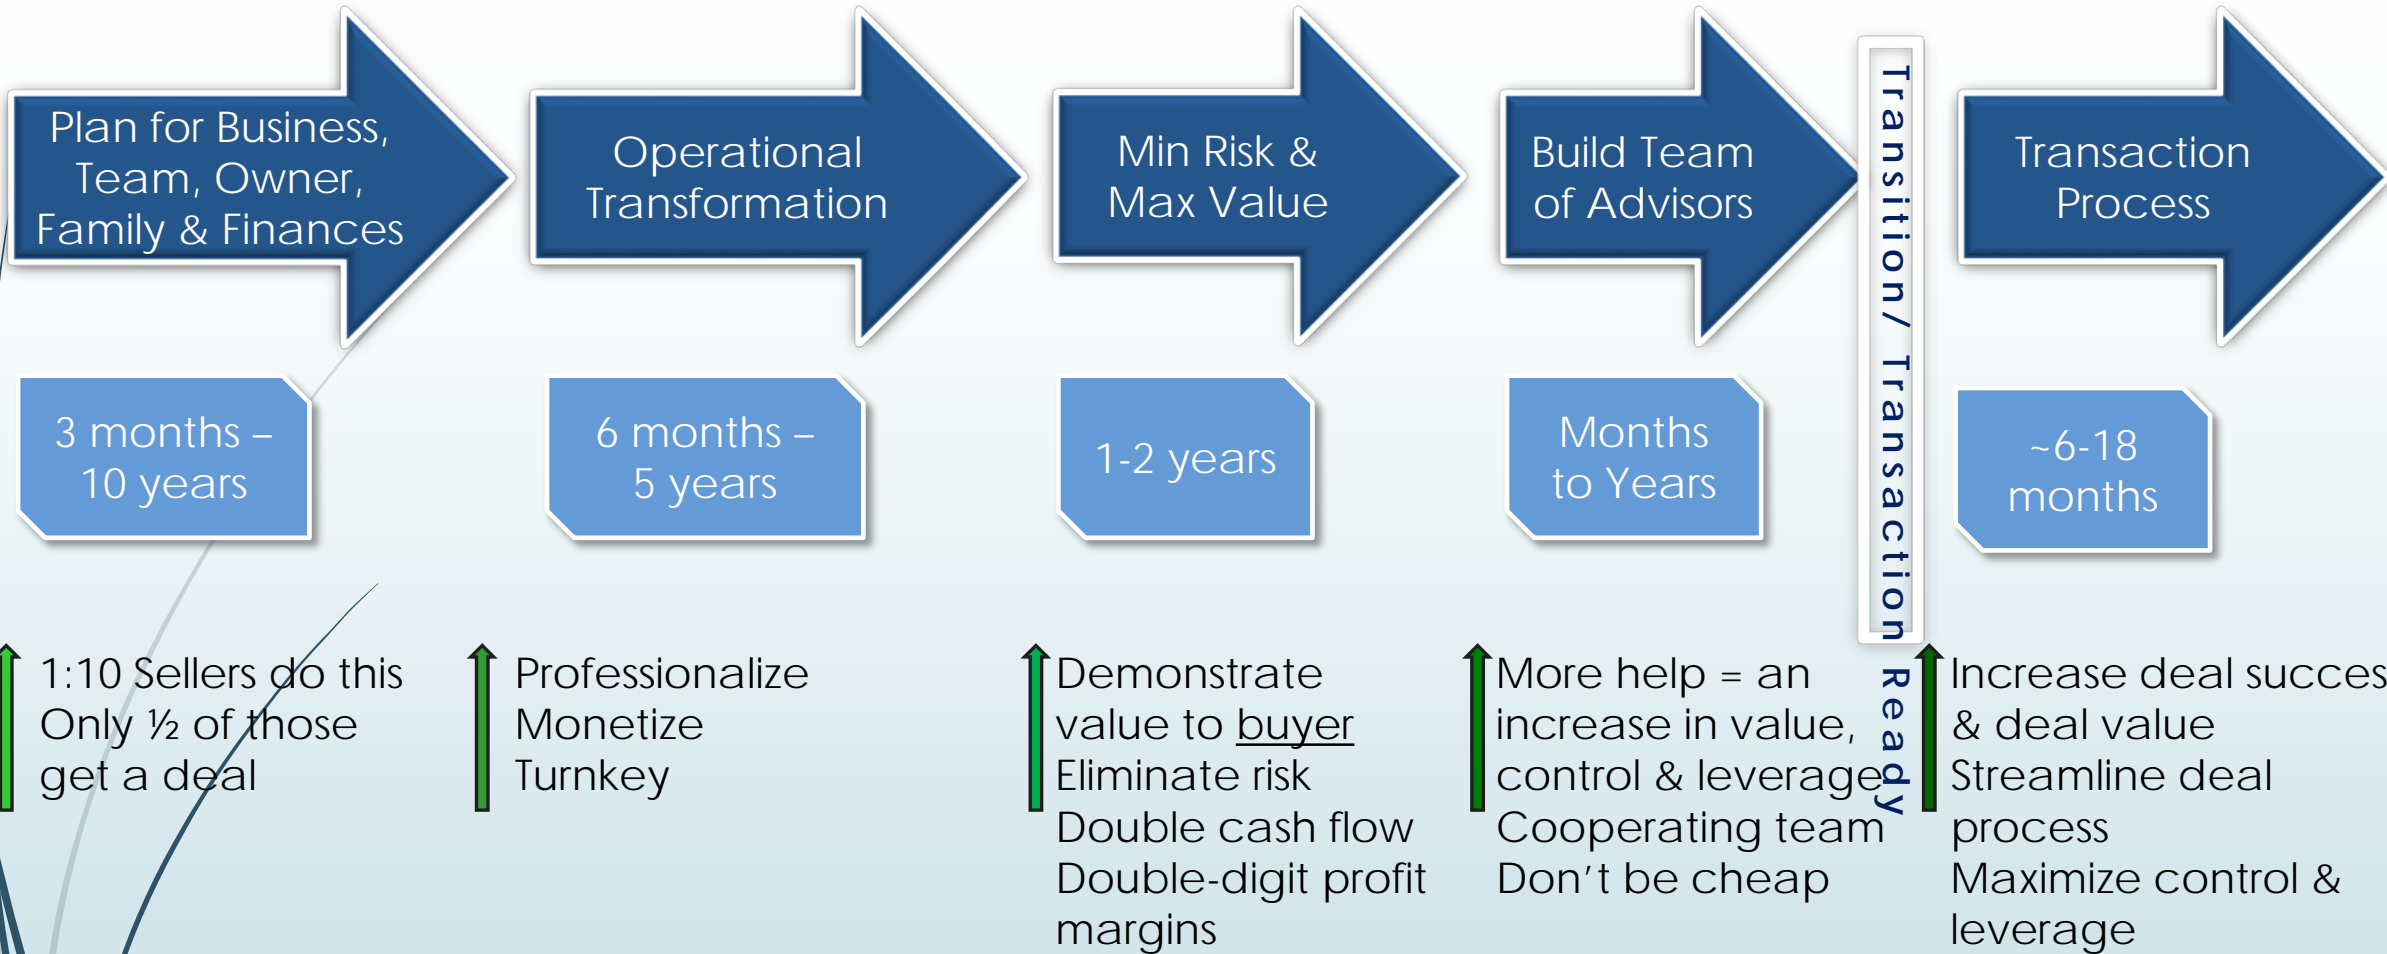 Plan for Business,
Team, Owner,
Family & Finances
Operational
Transformation
Min Risk &
Max Value
Build Team
of Advisors
Transition/ Transaction Ready
Transaction
Process
3 months –
10 years
6 months –
5 years
1-2 years
Months
to Years
~6-18
months
1:10 Sellers do this
Only ½ of those
get a deal
Professionalize
Monetize
Turnkey
Demonstrate
value to buyer
Eliminate risk
Double cash flow
Double-digit profit
margins
More help = an
increase in value,
control & leverage
Cooperating team
Don’t be cheap
Increase deal succes
& deal value
Streamline deal
process
Maximize control &
leverage